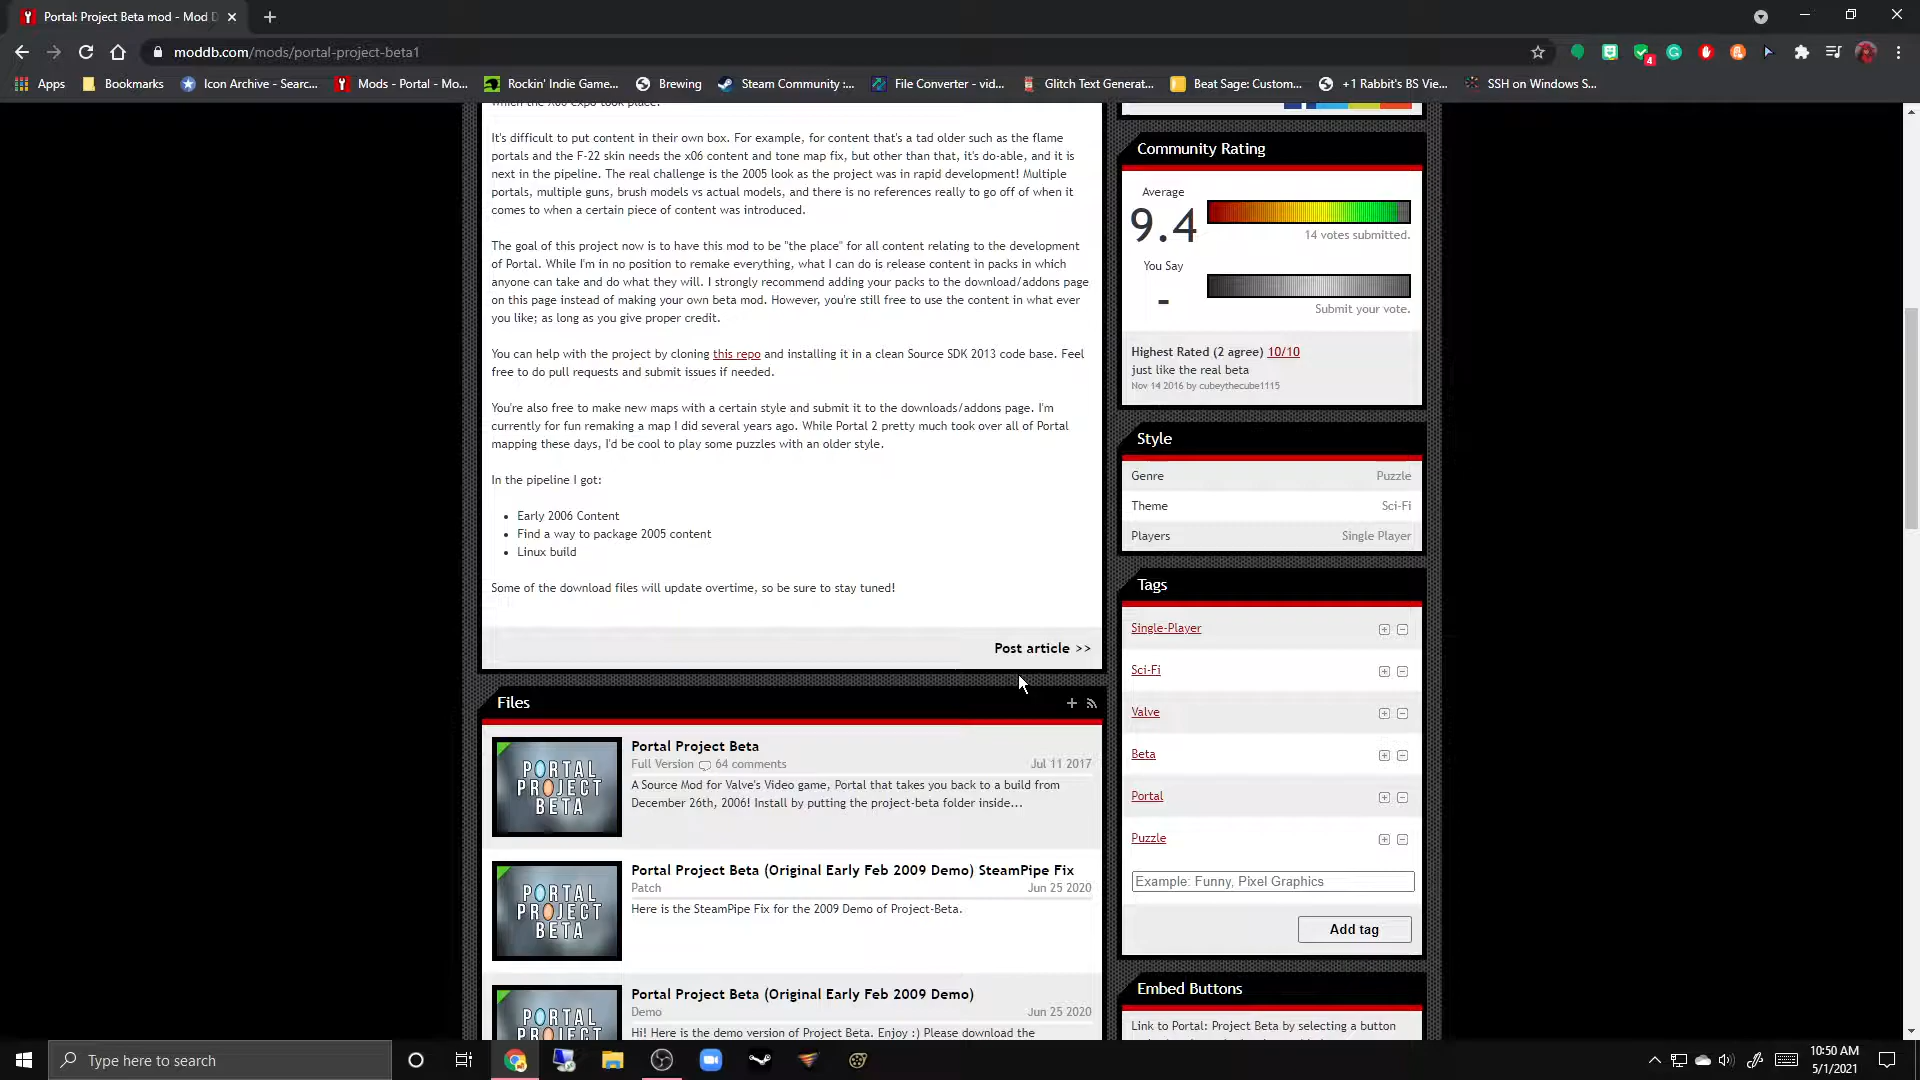 Portal: Project Beta mod - Mod D
moddb.com/mods/portal-project-beta1
4
Apps
Bookmarks
Icon Archive - Searc...
Mods - Portal - Mo...
Rockin' Indie Game...
Brewing
Steam Community :...
File Converter - vid...
Glitch Text Generat...
Beat Sage: Custom...
+1 Rabbit's BS Vie...
SSH on Windows S...
which the X06 Expo took place.
It's difficult to put content in their own box. For example, for content that's a tad older such as the flame
portals and the F-22 skin needs the x06 content and tone map fix, but other than that, it's do-able, and it is
next in the pipeline. The real challenge is the 2005 look as the project was in rapid development! Multiple
portals, multiple guns, brush models vs actual models, and there is no references really to go off of when it
comes to when a certain piece of content was introduced.
The goal of this project now is to have this mod to be "the place" for all content relating to the development
of Portal. While I'm in no position to remake everything, what I can do is release content in packs in which
anyone can take and do what they will. I strongly recommend adding your packs to the download/addons page
on this page instead of making your own beta mod. However, you're still free to use the content in what ever
you like; as long as you give proper credit.
You can help with the project by cloning this repo and installing it in a clean Source SDK 2013 code base. Feel
free to do pull requests and submit issues if needed.
You're also free to make new maps with a certain style and submit it to the downloads/addons page. I'm
currently for fun remaking a map I did several years ago. While Portal 2 pretty much took over all of Portal
mapping these days, I'd be cool to play some puzzles with an older style.
In the pipeline I got:
• Early 2006 Content
• Find a way to package 2005 content
• Linux build
Some of the download files will update overtime, so be sure to stay tuned!
Post article >>
Files
PORTAL
PROJECT
BETA
Portal Project Beta
Full Version 64 comments
Jul 11 2017
A Source Mod for Valve's Video game, Portal that takes you back to a build from
December 26th, 2006! Install by putting the project-beta folder inside...
PORTAL
PROJECT
BETA
Portal Project Beta (Original Early Feb 2009 Demo) SteamPipe Fix
Patch
Jun 25 2020
Here is the SteamPipe Fix for the 2009 Demo of Project-Beta.
PORTAL
PROJECT
Portal Project Beta (Original Early Feb 2009 Demo)
Demo
Jun 25 2020
Hi! Here is the demo version of Project Beta. Enjoy :) Please download the
Community Rating
Average
9.4
14 votes submitted.
You Say
-
Submit your vote.
Highest Rated (2 agree) 10/10
just like the real beta
Nov 14 2016 by cubeythecube1115
Style
Genre
Puzzle
Theme
Sci-Fi
Players
Single Player
Tags
Single-Player
Sci-Fi
Valve
Beta
Portal
Puzzle
Example: Funny, Pixel Graphics
Add tag
Embed Buttons
Link to Portal: Project Beta by selecting a button
Type here to search
10:50 AM
5/1/2021